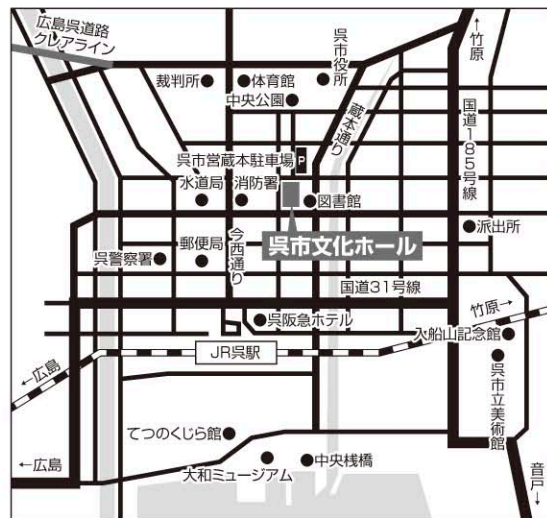 広島呉道路
クレアライン
↑竹原
呉市役所
裁判所
体育館
中央公園
蔵本通り
国道185号線
呉市営蔵本駐車場
P
水道局
消防署
図書館
今西通り
呉市文化ホール
派出所
郵便局
呉警察署
国道31号線
竹原→
呉阪急ホテル
入船山記念館
JR呉駅
←広島
呉市立美術館
てつのくじら館
←広島
大和ミュージアム
中央桟橋
音戸↓